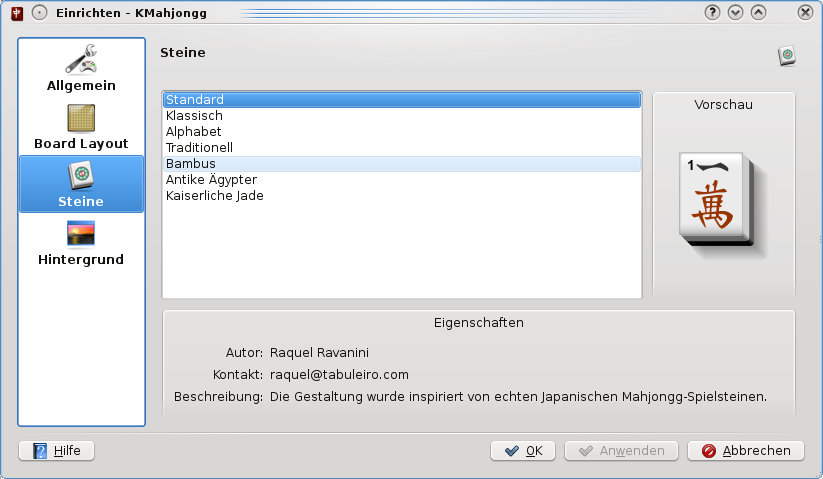 Einrichten - KMahjongg
Allgemein
Board Layout
Steine
Hintergrund
Steine
Standard
Klassisch
Alphabet
Traditionell
Bambus
Antike Ägypter
Kaiserliche Jade
Vorschau
1 一
萬
Eigenschaften
Autor: Raquel Ravanini
Kontakt: raquel@tabuleiro.com
Beschreibung: Die Gestaltung wurde inspiriert von echten Japanischen Mahjongg-Spielsteinen.
Hilfe
OK
Anwenden
Abbrechen